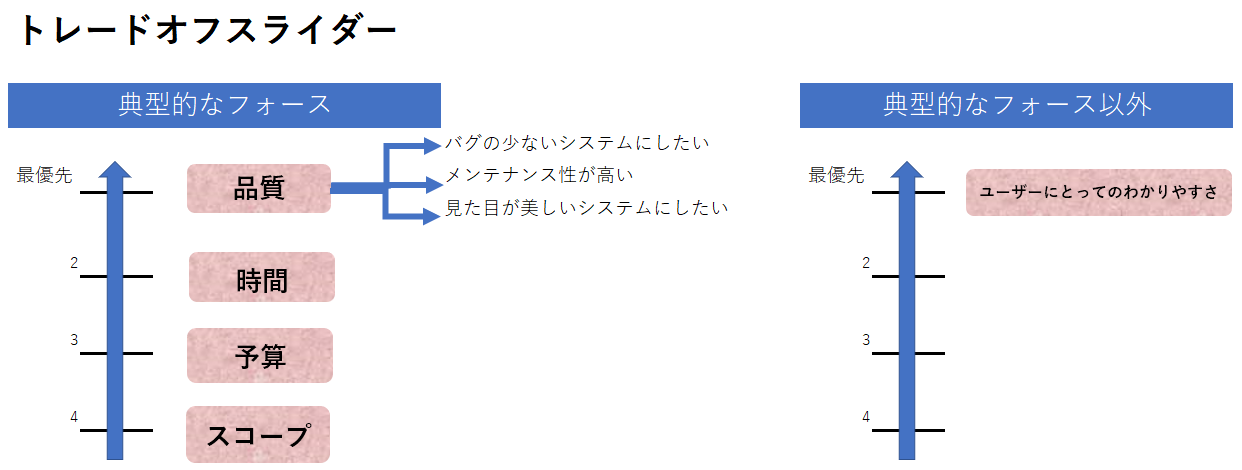 トレードオフスライダー
典型的なフォース
最優先
品質
バグの少ないシステムにしたい
メンテナンス性が高い
見た目が美しいシステムにしたい
2
時間
3
予算
4
スコープ
典型的なフォース以外
最優先
ユーザーにとってのわかりやすさ
2
3
4